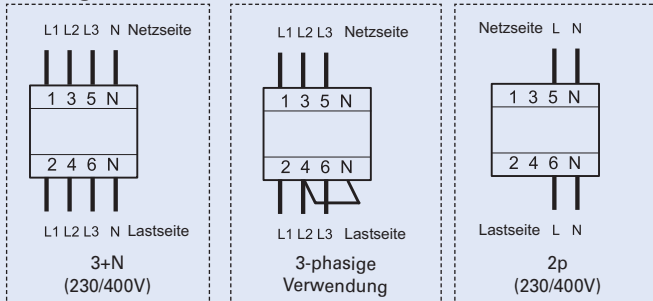 L1 L2 L3 N Netzseite
1 3 5 N
2 4 6 N
L1 L2 L3 N Lastseite
3+N
(230/400V)
L1 L2 L3 Netzseite
1 3 5
2 4 6 N
L1 L2 L3 Lastseite
3-phasige
Verwendung
Netzseite L N
1 3 5 N
2 4 6 N
Lastseite L N
2p
(230/400V)